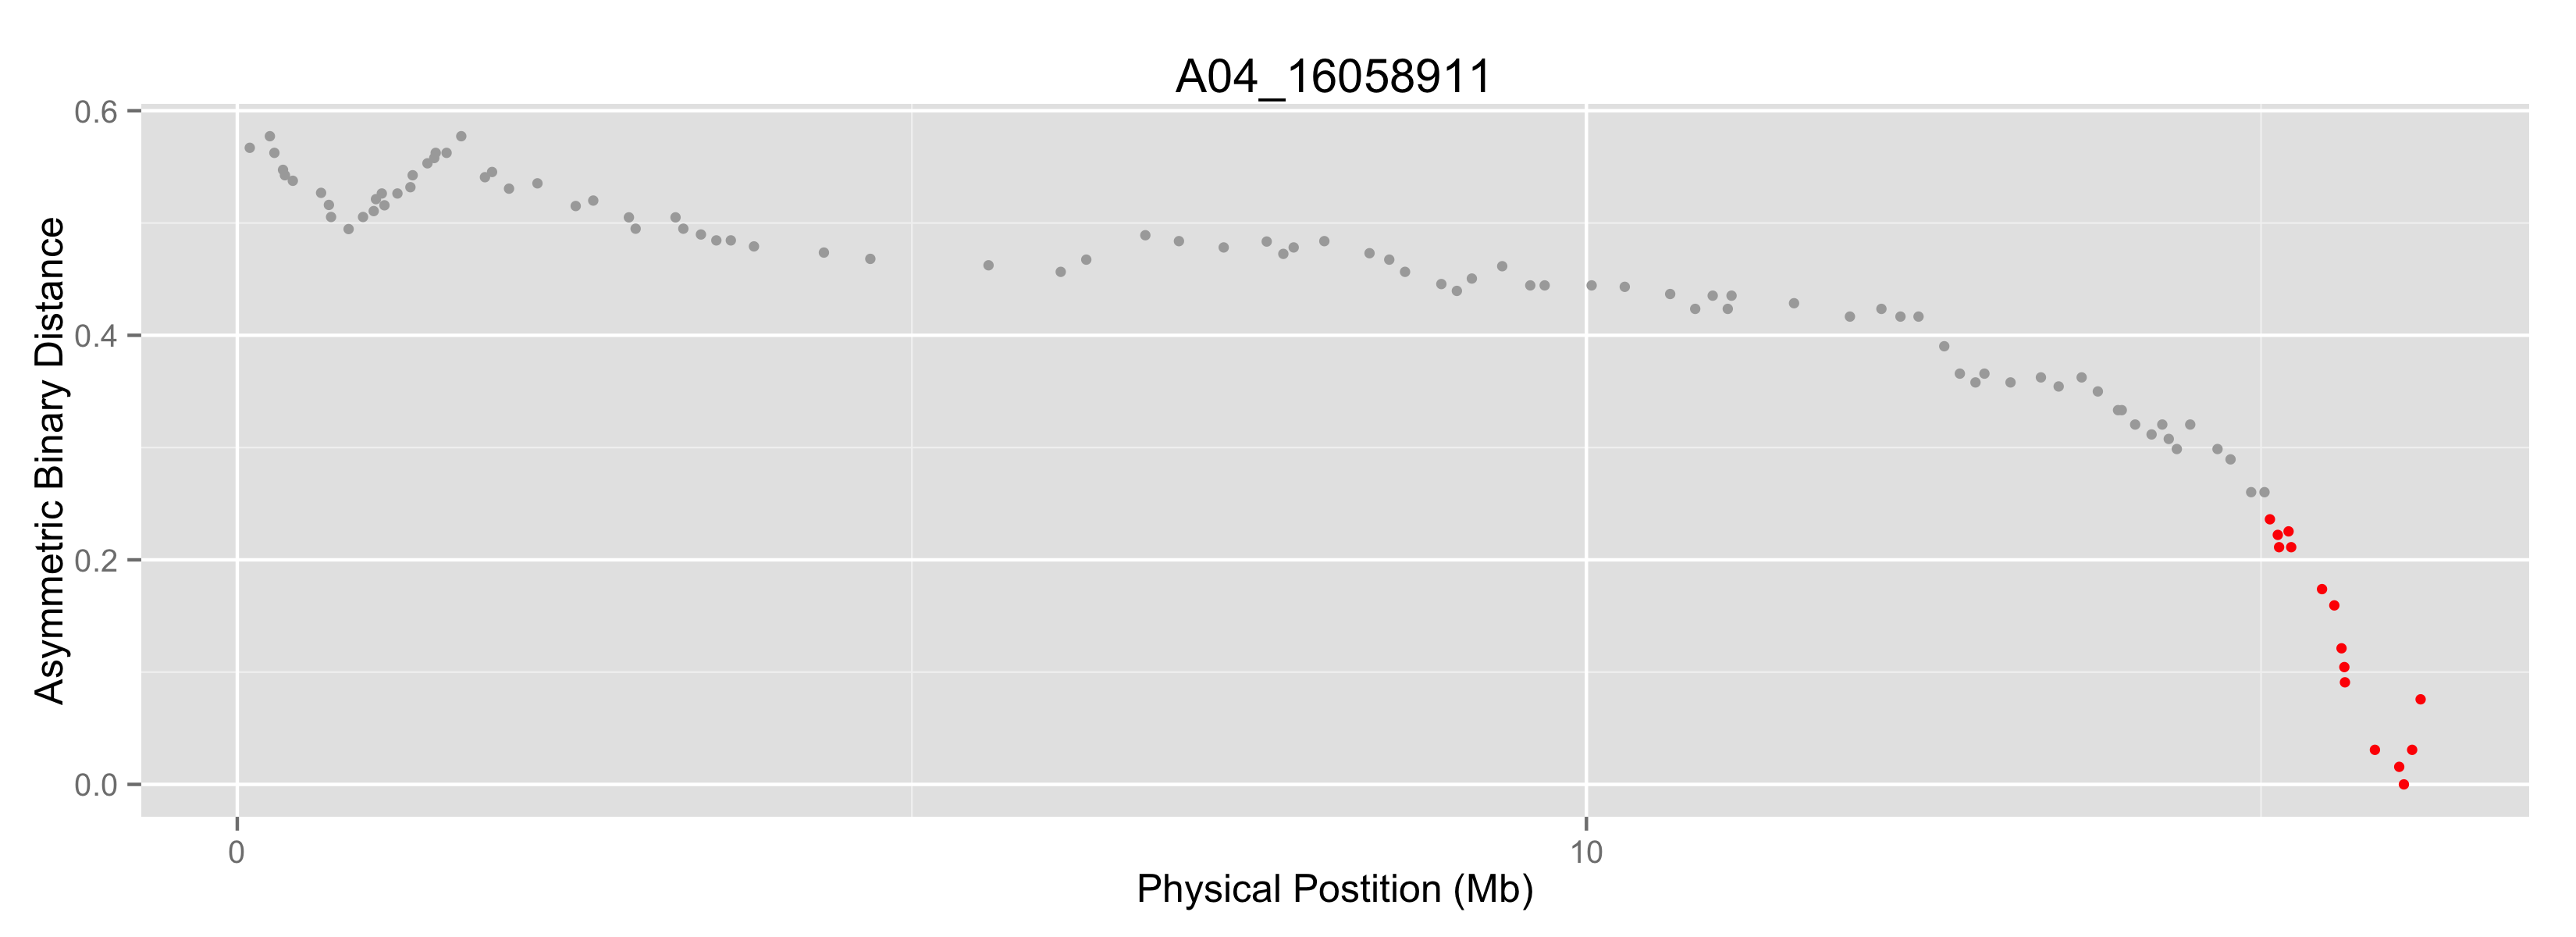 A04_16058911
0.6
0.4
0.2
0.0
Asymmetric Binary Distance
0
10
Physical Postition (Mb)